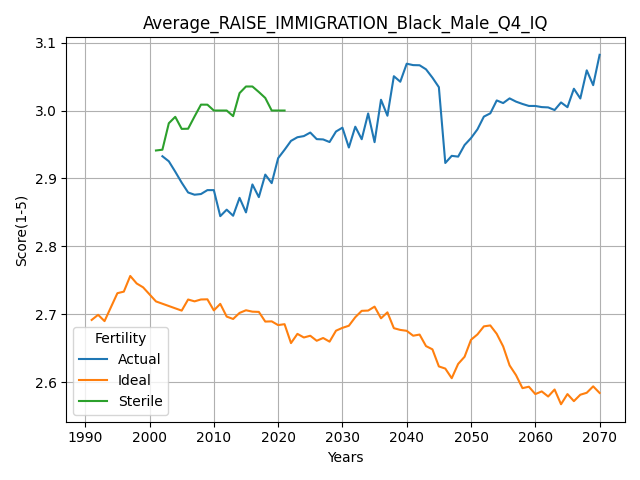 Average_RAISE_IMMIGRATION_Black_Male_Q4_IQ
Score(1-5)
3.1
3.0
2.9
2.8
2.7
2.6
Fertility
Actual
Ideal
Sterile
1990 2000 2010 2020 2030 2040 2050 2060 2070
Years